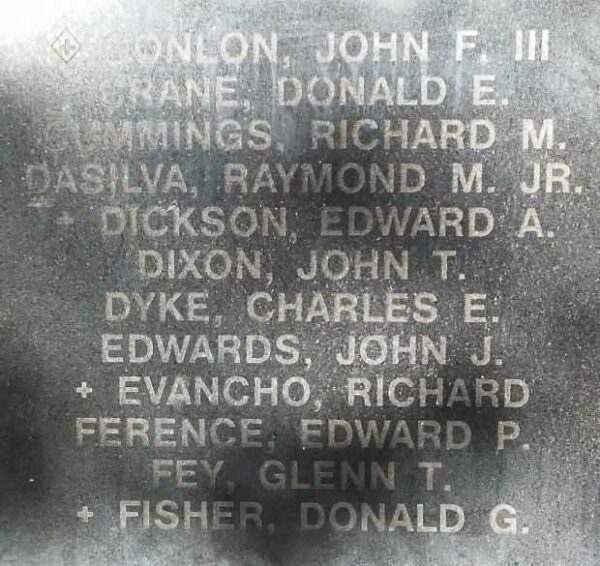 CONLON, JOHN F. III
CRANE, DONALD E.
CUMMINGS, RICHARD M.
DASILVA, RAYMOND M. JR.
+ DICKSON, EDWARD A.
DIXON, JOHN T.
DYKE, CHARLES E.
EDWARDS, JOHN J.
+ EVANCHO, RICHARD
FERENCE, EDWARD P.
FEY, GLENN T.
+ FISHER, DONALD G.